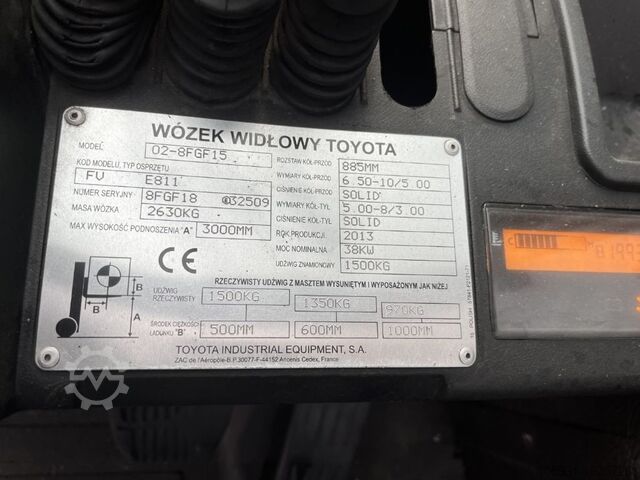 WÓZEK WIDŁOWY TOYOTA
MODEL 02-8FGF15
KOD MODELU, TYP OSPRZĘTU
FV E811
NUMER SERYJNY 8FGF18 32509
MASA WÓZKA 2630KG
MAX WYSOKOŚĆ PODNOSZENIA "A" 3000MM
ROZSTAW KÓŁ-PRZÓD 885MM
WYMIARY KÓŁ-PRZÓD 6.50-10/5.00
CIŚNIENIE KÓŁ-PRZÓD SOLID
WYMIARY KÓŁ-TYŁ 5.00-8/3.00
CIŚNIENIE KÓŁ-TYŁ SOLID
ROK PRODUKCJI 2013
MOC NOMINALNA 38KW
UDŹWIG ZNAMIONOWY 1500KG
CE
RZECZYWISTY UDŹWIG Z MASZTEM WYSUNIĘTYM I WYPOSAŻONYM JAK NIŻEJ
B
B
A
UDŹWIG RZECZYWISTY 1500KG 1350KG 970KG
ŚRODEK CIĘŻKOŚCI ŁADUNKU "B" 500MM 600MM 1000MM
TOYOTA INDUSTRIAL EQUIPMENT, S.A.
ZAC de l'Aéropôle-B.P.30077-F-44152 Ancenis Cedex, France
C